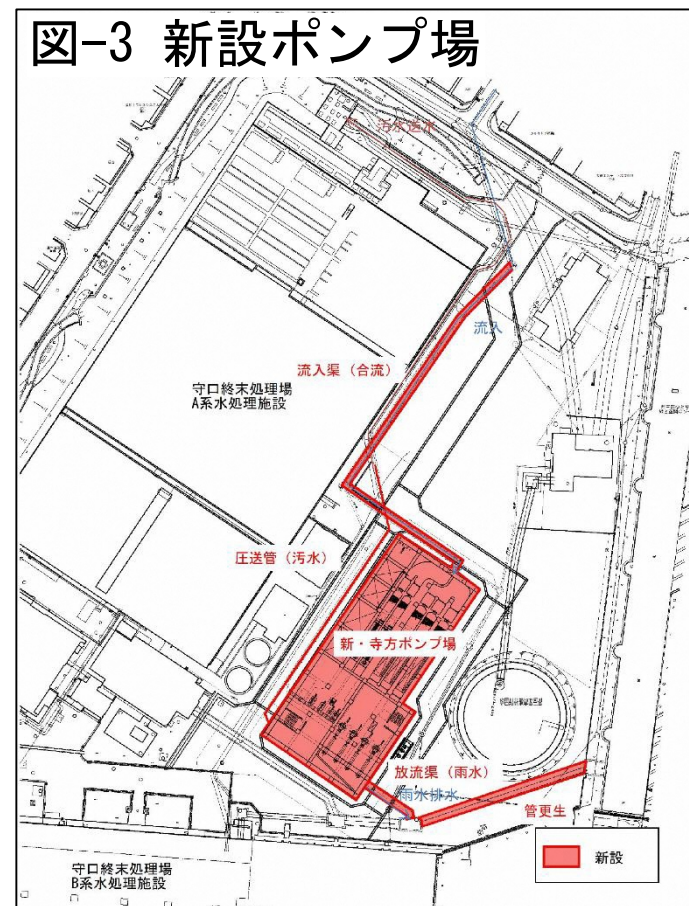 図-3 新設ポンプ場
汚水送水
流入
流入渠（合流）
守口終末処理場
A系水処理施設
圧送管（汚水）
新・寺方ポンプ場
放流渠（雨水）
雨水排水
管更生
新設
守口終末処理場
B系水処理施設